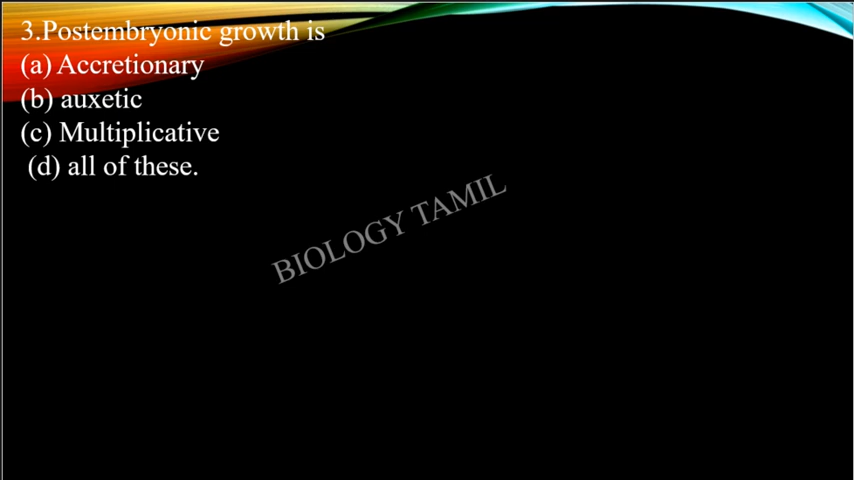 3.Postembryonic growth is
(a) Accretionary
(b) auxetic
(c) Multiplicative
(d) all of these.
BIOLOGY TAMIL